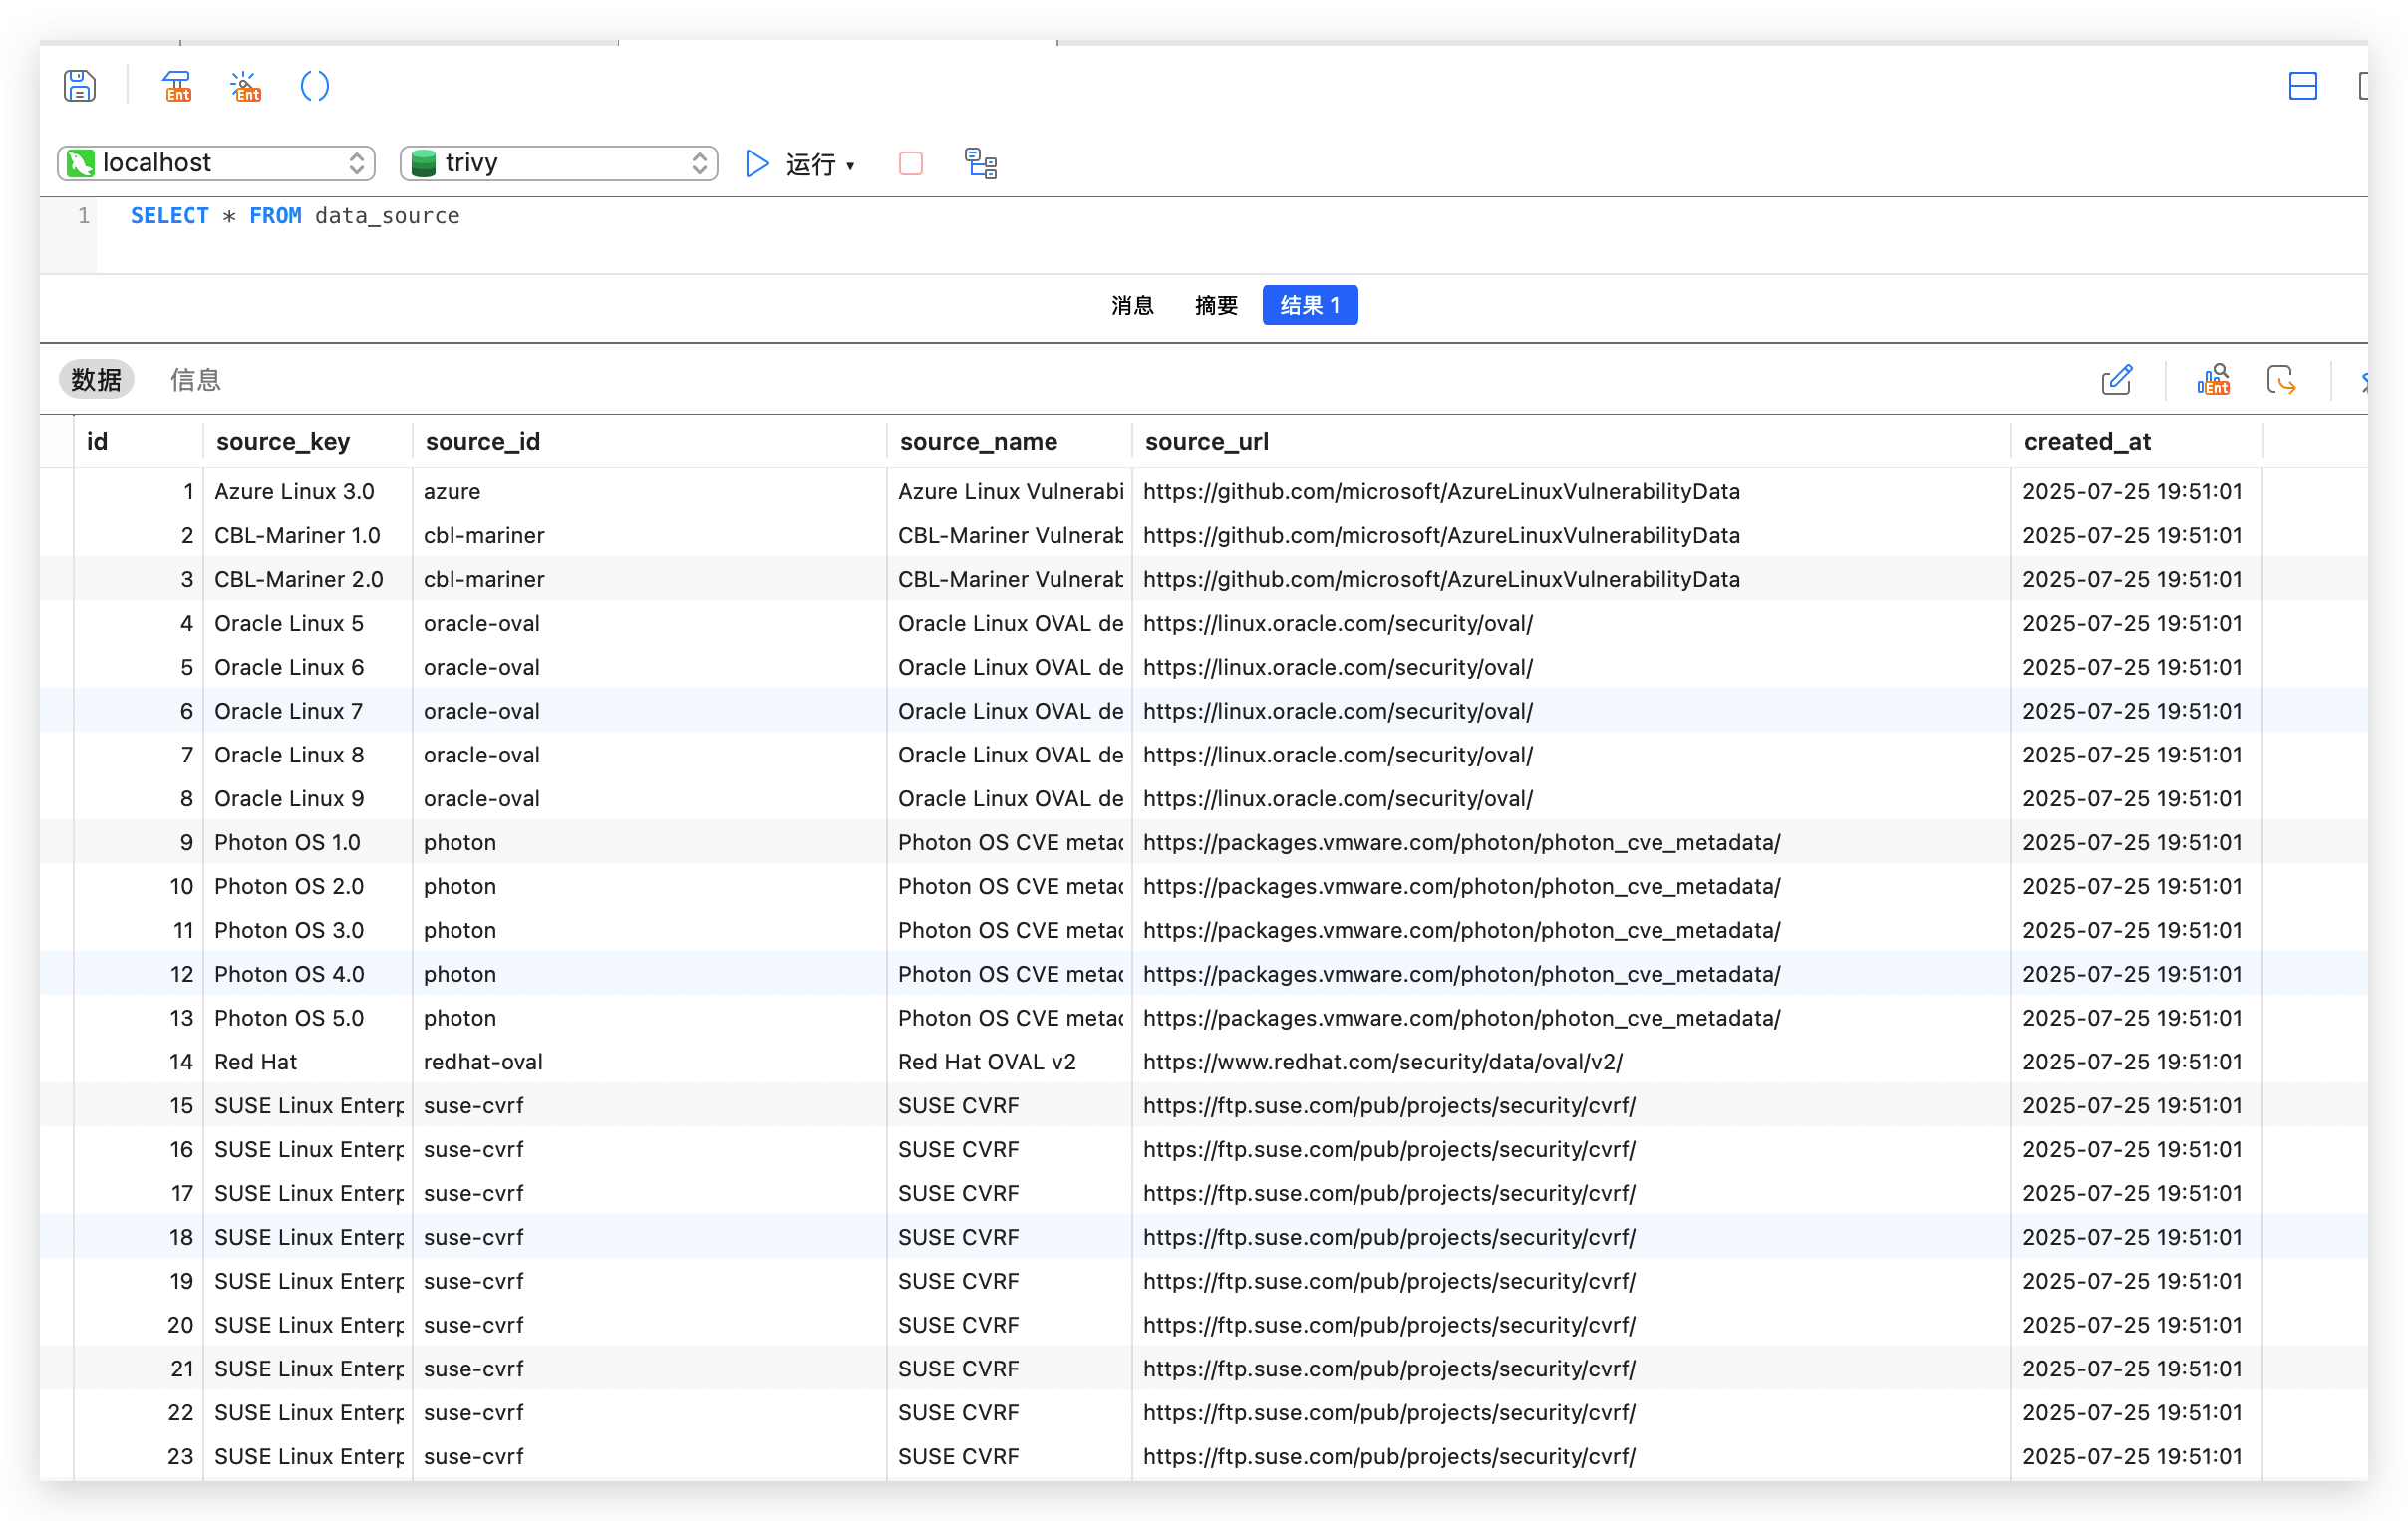 Ent Ent
localhost trivy 运行
1 SELECT * FROM data_source
消息 摘要 结果 1
数据 信息 Ent
id source_key source_id source_name source_url created_at
1 Azure Linux 3.0 azure Azure Linux Vulnerabi https://github.com/microsoft/AzureLinuxVulnerabilityData 2025-07-25 19:51:01
2 CBL-Mariner 1.0 cbl-mariner CBL-Mariner Vulnerab https://github.com/microsoft/AzureLinuxVulnerabilityData 2025-07-25 19:51:01
3 CBL-Mariner 2.0 cbl-mariner CBL-Mariner Vulnerab https://github.com/microsoft/AzureLinuxVulnerabilityData 2025-07-25 19:51:01
4 Oracle Linux 5 oracle-oval Oracle Linux OVAL de https://linux.oracle.com/security/oval/ 2025-07-25 19:51:01
5 Oracle Linux 6 oracle-oval Oracle Linux OVAL de https://linux.oracle.com/security/oval/ 2025-07-25 19:51:01
6 Oracle Linux 7 oracle-oval Oracle Linux OVAL de https://linux.oracle.com/security/oval/ 2025-07-25 19:51:01
7 Oracle Linux 8 oracle-oval Oracle Linux OVAL de https://linux.oracle.com/security/oval/ 2025-07-25 19:51:01
8 Oracle Linux 9 oracle-oval Oracle Linux OVAL de https://linux.oracle.com/security/oval/ 2025-07-25 19:51:01
9 Photon OS 1.0 photon Photon OS CVE metad https://packages.vmware.com/photon/photon_cve_metadata/ 2025-07-25 19:51:01
10 Photon OS 2.0 photon Photon OS CVE metad https://packages.vmware.com/photon/photon_cve_metadata/ 2025-07-25 19:51:01
11 Photon OS 3.0 photon Photon OS CVE metad https://packages.vmware.com/photon/photon_cve_metadata/ 2025-07-25 19:51:01
12 Photon OS 4.0 photon Photon OS CVE metad https://packages.vmware.com/photon/photon_cve_metadata/ 2025-07-25 19:51:01
13 Photon OS 5.0 photon Photon OS CVE metad https://packages.vmware.com/photon/photon_cve_metadata/ 2025-07-25 19:51:01
14 Red Hat redhat-oval Red Hat OVAL v2 https://www.redhat.com/security/data/oval/v2/ 2025-07-25 19:51:01
15 SUSE Linux Enterp suse-cvrf SUSE CVRF https://ftp.suse.com/pub/projects/security/cvrf/ 2025-07-25 19:51:01
16 SUSE Linux Enterp suse-cvrf SUSE CVRF https://ftp.suse.com/pub/projects/security/cvrf/ 2025-07-25 19:51:01
17 SUSE Linux Enterp suse-cvrf SUSE CVRF https://ftp.suse.com/pub/projects/security/cvrf/ 2025-07-25 19:51:01
18 SUSE Linux Enterp suse-cvrf SUSE CVRF https://ftp.suse.com/pub/projects/security/cvrf/ 2025-07-25 19:51:01
19 SUSE Linux Enterp suse-cvrf SUSE CVRF https://ftp.suse.com/pub/projects/security/cvrf/ 2025-07-25 19:51:01
20 SUSE Linux Enterp suse-cvrf SUSE CVRF https://ftp.suse.com/pub/projects/security/cvrf/ 2025-07-25 19:51:01
21 SUSE Linux Enterp suse-cvrf SUSE CVRF https://ftp.suse.com/pub/projects/security/cvrf/ 2025-07-25 19:51:01
22 SUSE Linux Enterp suse-cvrf SUSE CVRF https://ftp.suse.com/pub/projects/security/cvrf/ 2025-07-25 19:51:01
23 SUSE Linux Enterp suse-cvrf SUSE CVRF https://ftp.suse.com/pub/projects/security/cvrf/ 2025-07-25 19:51:01